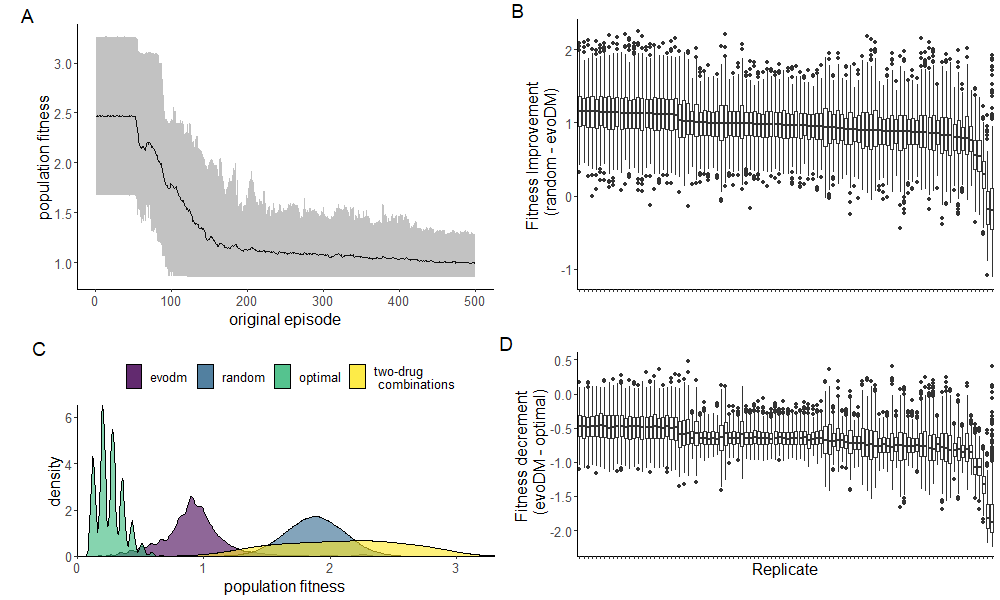 A
population fitness
3.0
2.5
2.0
1.5
1.0
0
100
200
300
400
500
original episode
B
Fitness Improvement
(random - evoDM)
2
1
0
-1
C
evodm
random
optimal
two-drug
combinations
density
6
4
2
0
0
1
2
3
population fitness
D
Fitness decrement
(evoDM - optimal)
0.5
0.0
-0.5
-1.0
-1.5
-2.0
Replicate